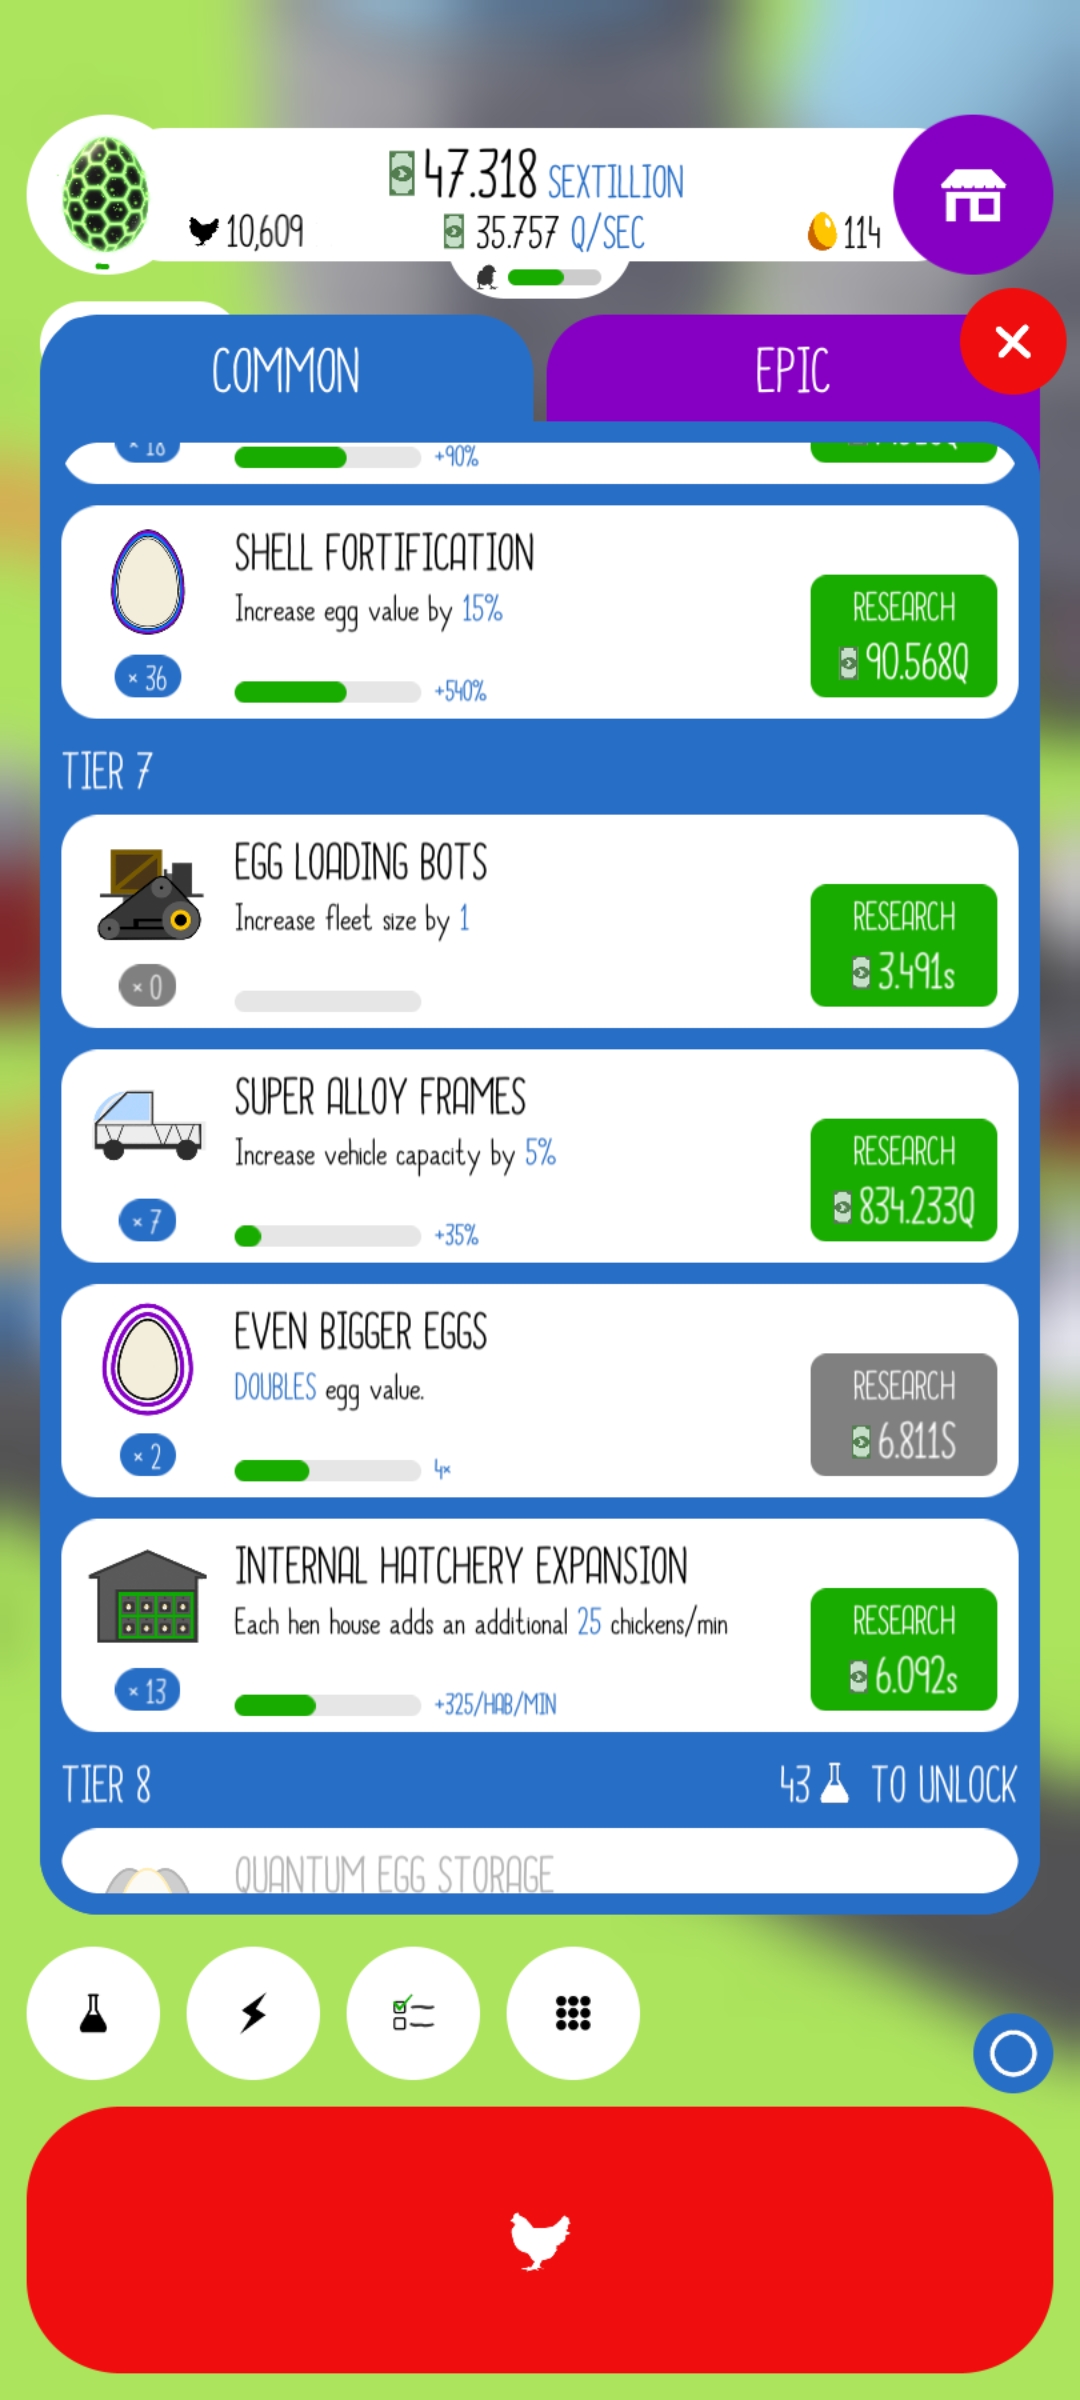 47.318 SEXTILLION
10,609
35.757 Q/SEC
114
COMMON
EPIC
× 18
+90%
SHELL FORTIFICATION
Increase egg value by 15%
RESEARCH
90.568Q
× 36
+540%
TIER 7
EGG LOADING BOTS
Increase fleet size by 1
RESEARCH
3.491s
× 0
SUPER ALLOY FRAMES
Increase vehicle capacity by 5%
RESEARCH
834.233Q
× 7
+35%
EVEN BIGGER EGGS
DOUBLES egg value.
RESEARCH
6.811S
× 2
4×
INTERNAL HATCHERY EXPANSION
Each hen house adds an additional 25 chickens/min
RESEARCH
6.092s
× 13
+325/HAB/MIN
TIER 8
43 TO UNLOCK
QUANTUM EGG STORAGE